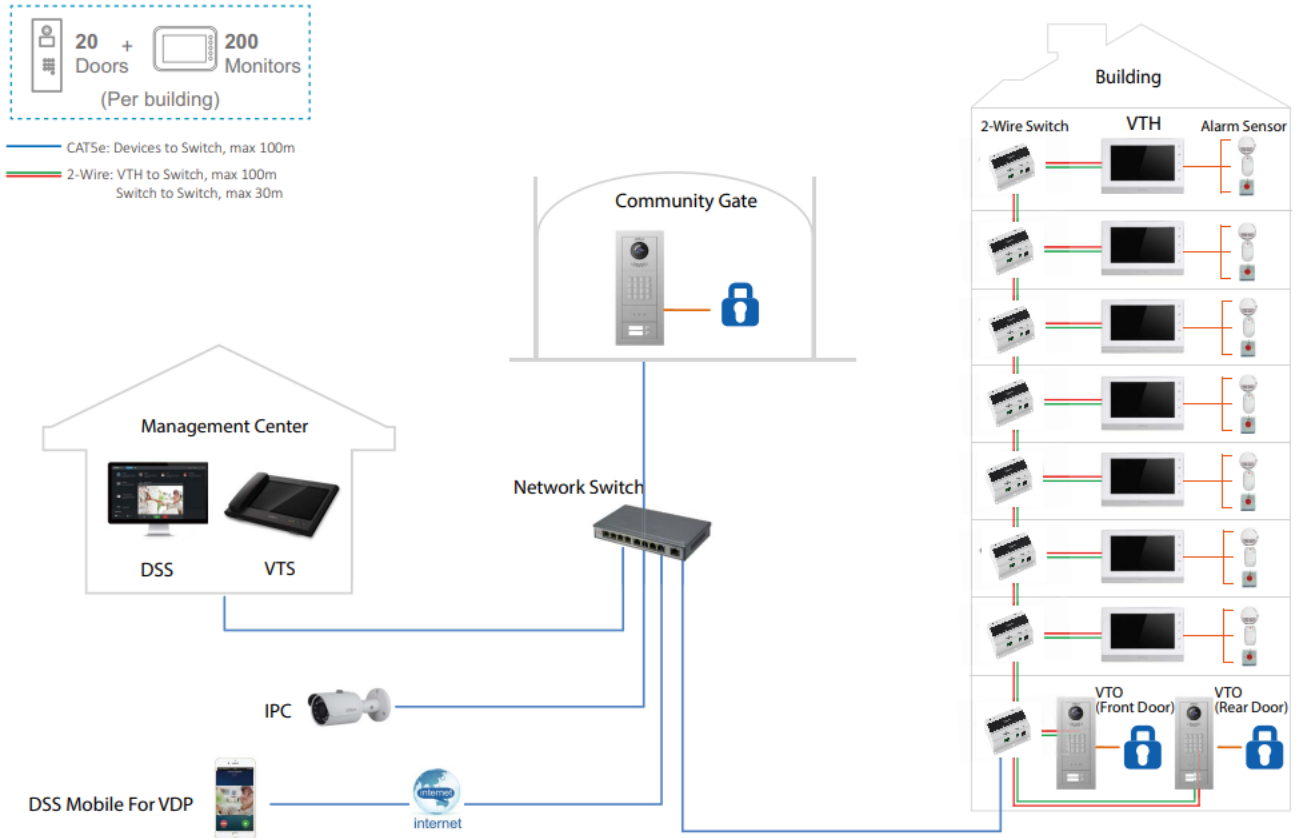 20 + 200
Doors Monitors
(Per building)
CAT5e: Devices to Switch, max 100m
2-Wire: VTH to Switch, max 100m
Switch to Switch, max 30m
Building
2-Wire Switch VTH Alarm Sensor
Community Gate
Management Center
DSS VTS
Network Switch
IPC
VTO
(Front Door)
VTO
(Rear Door)
DSS Mobile For VDP
internet
internet